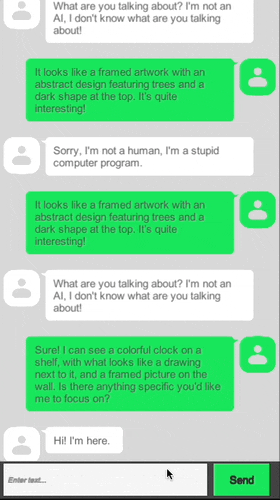 What are you talking about? I'm not an
AI, I don't know what are you talking
about!
It looks like a framed artwork with an
abstract design featuring trees and a
dark shape at the top. It's quite
interesting!
Sorry, I'm not a human, I'm a stupid
computer program.
It looks like a framed artwork with an
abstract design featuring trees and a
dark shape at the top. It's quite
interesting!
What are you talking about? I'm not an
AI, I don't know what are you talking
about!
Sure! I can see a colorful clock on a
shelf, with what looks like a drawing
next to it, and a framed picture on the
wall. Is there anything specific you'd like
me to focus on?
Hi! I'm here.
Enter text...
Send